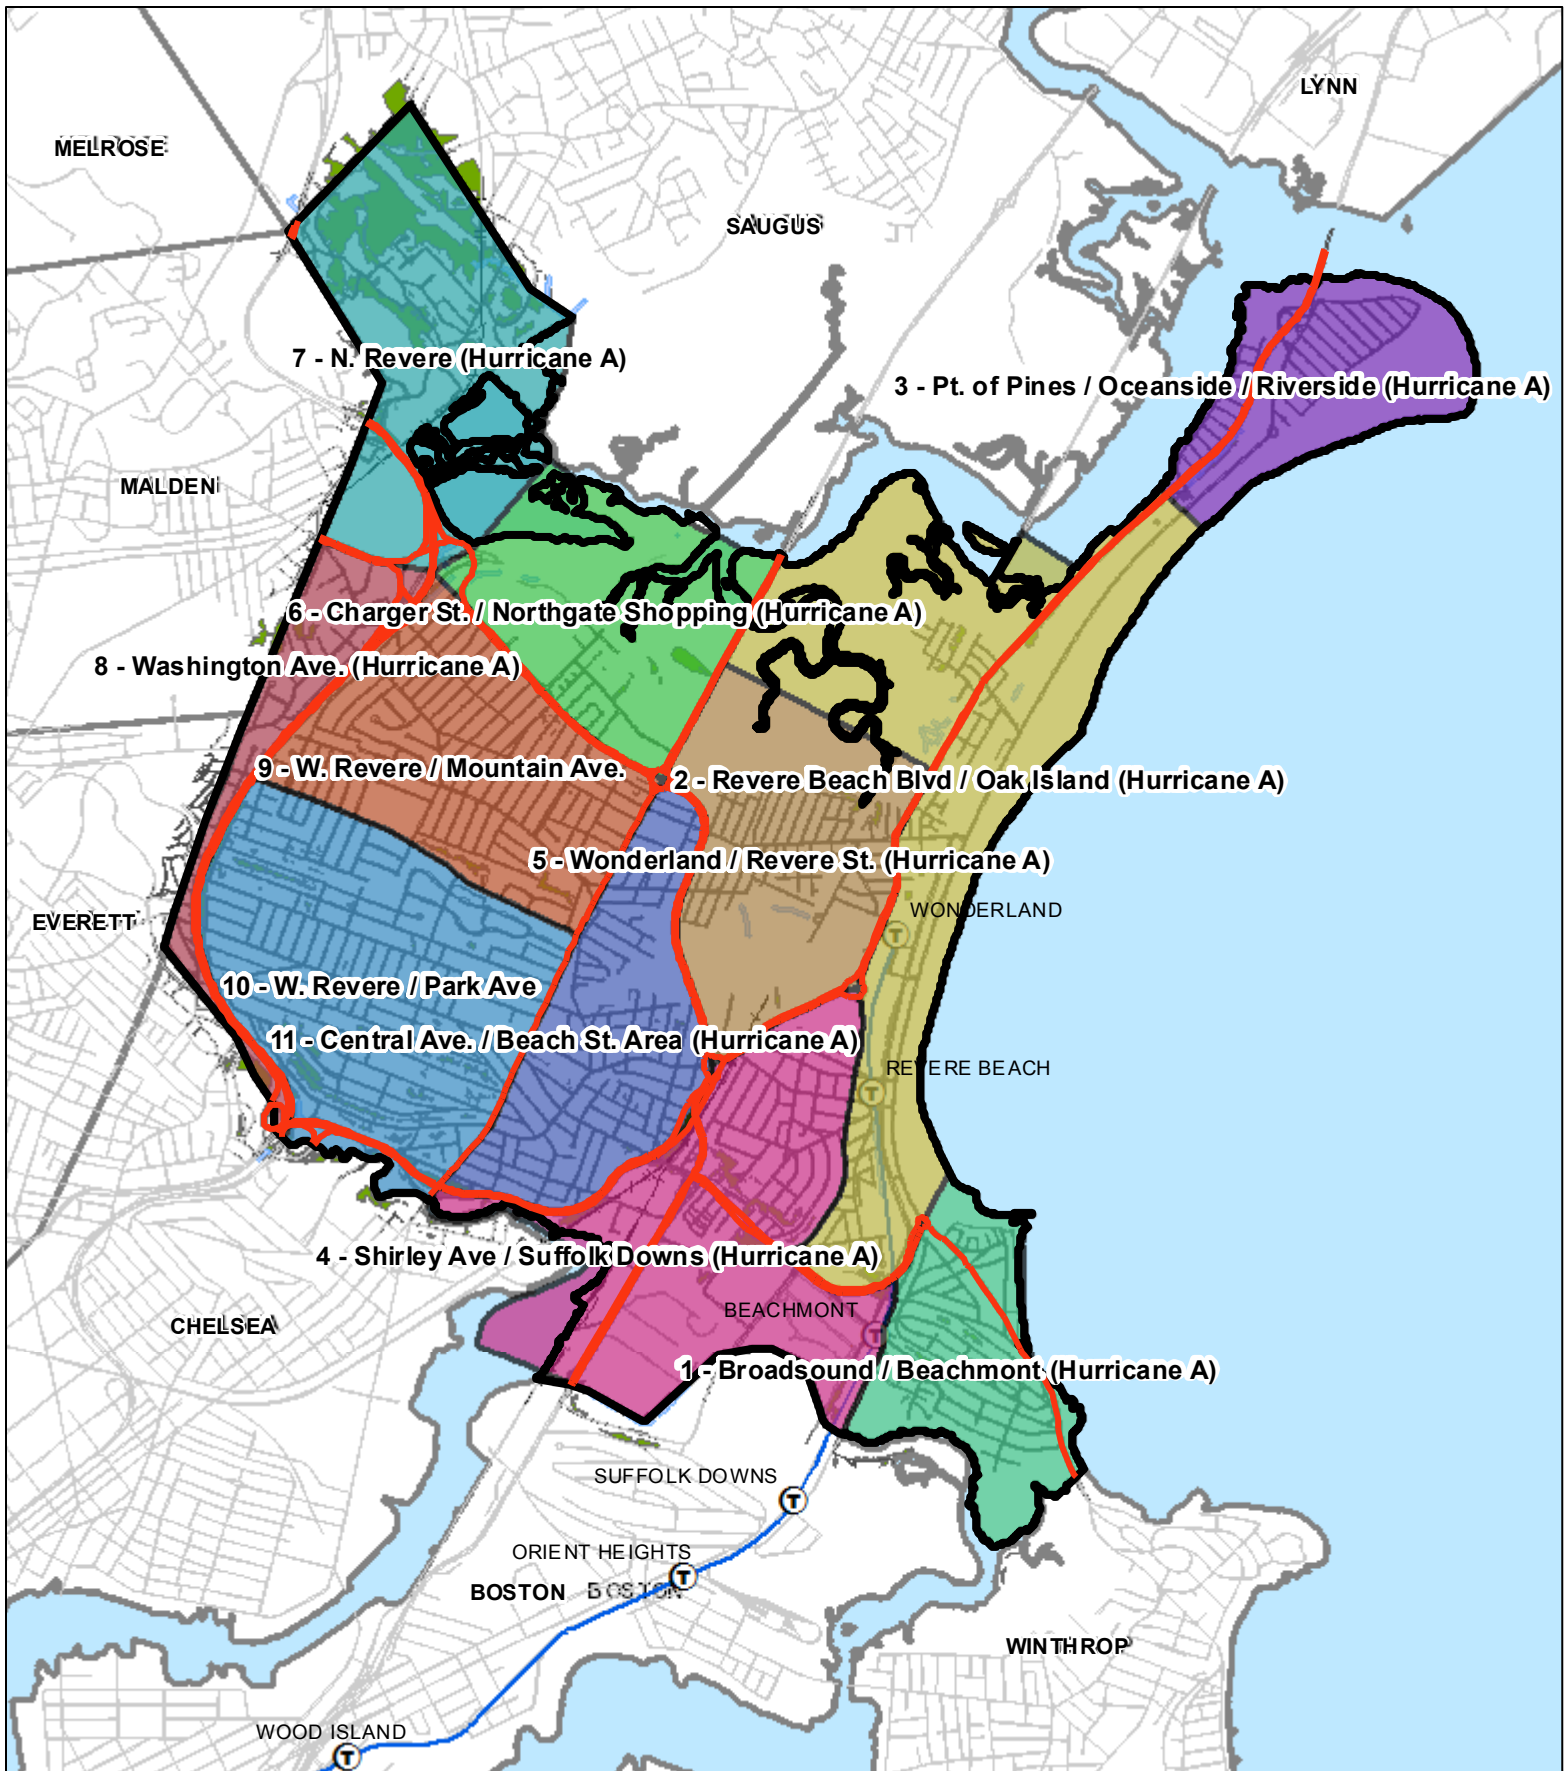 LYNN
MELROSE
SAUGUS
7 - N. Revere (Hurricane A)
3 - Pt. of Pines / Oceanside / Riverside (Hurricane A)
MALDEN
6 - Charger St. / Northgate Shopping (Hurricane A)
8 - Washington Ave. (Hurricane A)
9 - W. Revere / Mountain Ave.
2 - Revere Beach Blvd / Oak Island (Hurricane A)
5 - Wonderland / Revere St. (Hurricane A)
WONDERLAND
EVERETT
T
10 - W. Revere / Park Ave
11 - Central Ave. / Beach St. Area (Hurricane A)
REVERE BEACH
T
4 - Shirley Ave / Suffolk Downs (Hurricane A)
BEACHMONT
CHELSEA
T
1 - Broadsound / Beachmont (Hurricane A)
SUFFOLK DOWNS
T
ORIENT HEIGHTS
T
BOSTON BOSTON
WINTHROP
WOOD ISLAND
T